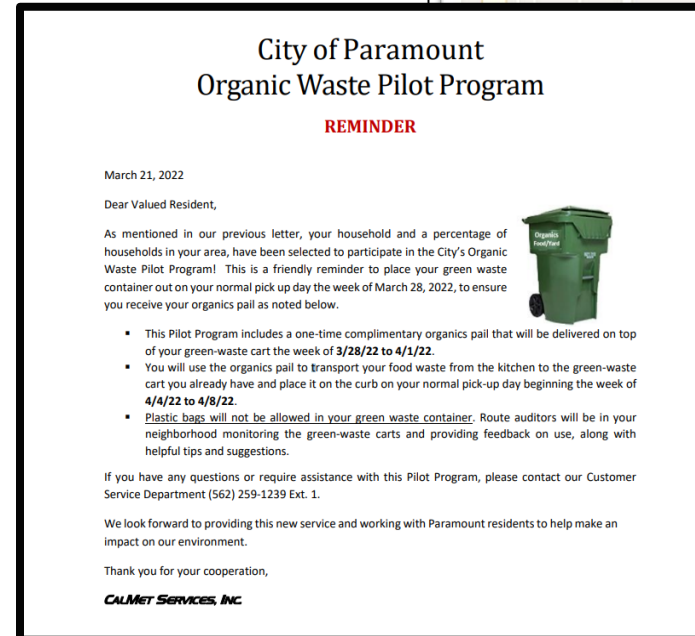 City of Paramount
Organic Waste Pilot Program
REMINDER
March 21, 2022
Dear Valued Resident,
As mentioned in our previous letter, your household and a percentage of
households in your area, have been selected to participate in the City's Organic
Waste Pilot Program! This is a friendly reminder to place your green waste
container out on your normal pick up day the week of March 28, 2022, to ensure
you receive your organics pail as noted below.
Organics
Food/Yard
▪ This Pilot Program includes a one-time complimentary organics pail that will be delivered on top
of your green-waste cart the week of 3/28/22 to 4/1/22.
▪ You will use the organics pail to transport your food waste from the kitchen to the green-waste
cart you already have and place it on the curb on your normal pick-up day beginning the week of
4/4/22 to 4/8/22.
▪ Plastic bags will not be allowed in your green waste container. Route auditors will be in your
neighborhood monitoring the green-waste carts and providing feedback on use, along with
helpful tips and suggestions.
If you have any questions or require assistance with this Pilot Program, please contact our Customer
Service Department (562) 259-1239 Ext. 1.
We look forward to providing this new service and working with Paramount residents to help make an
impact on our environment.
Thank you for your cooperation,
CALMET SERVICES, INC.